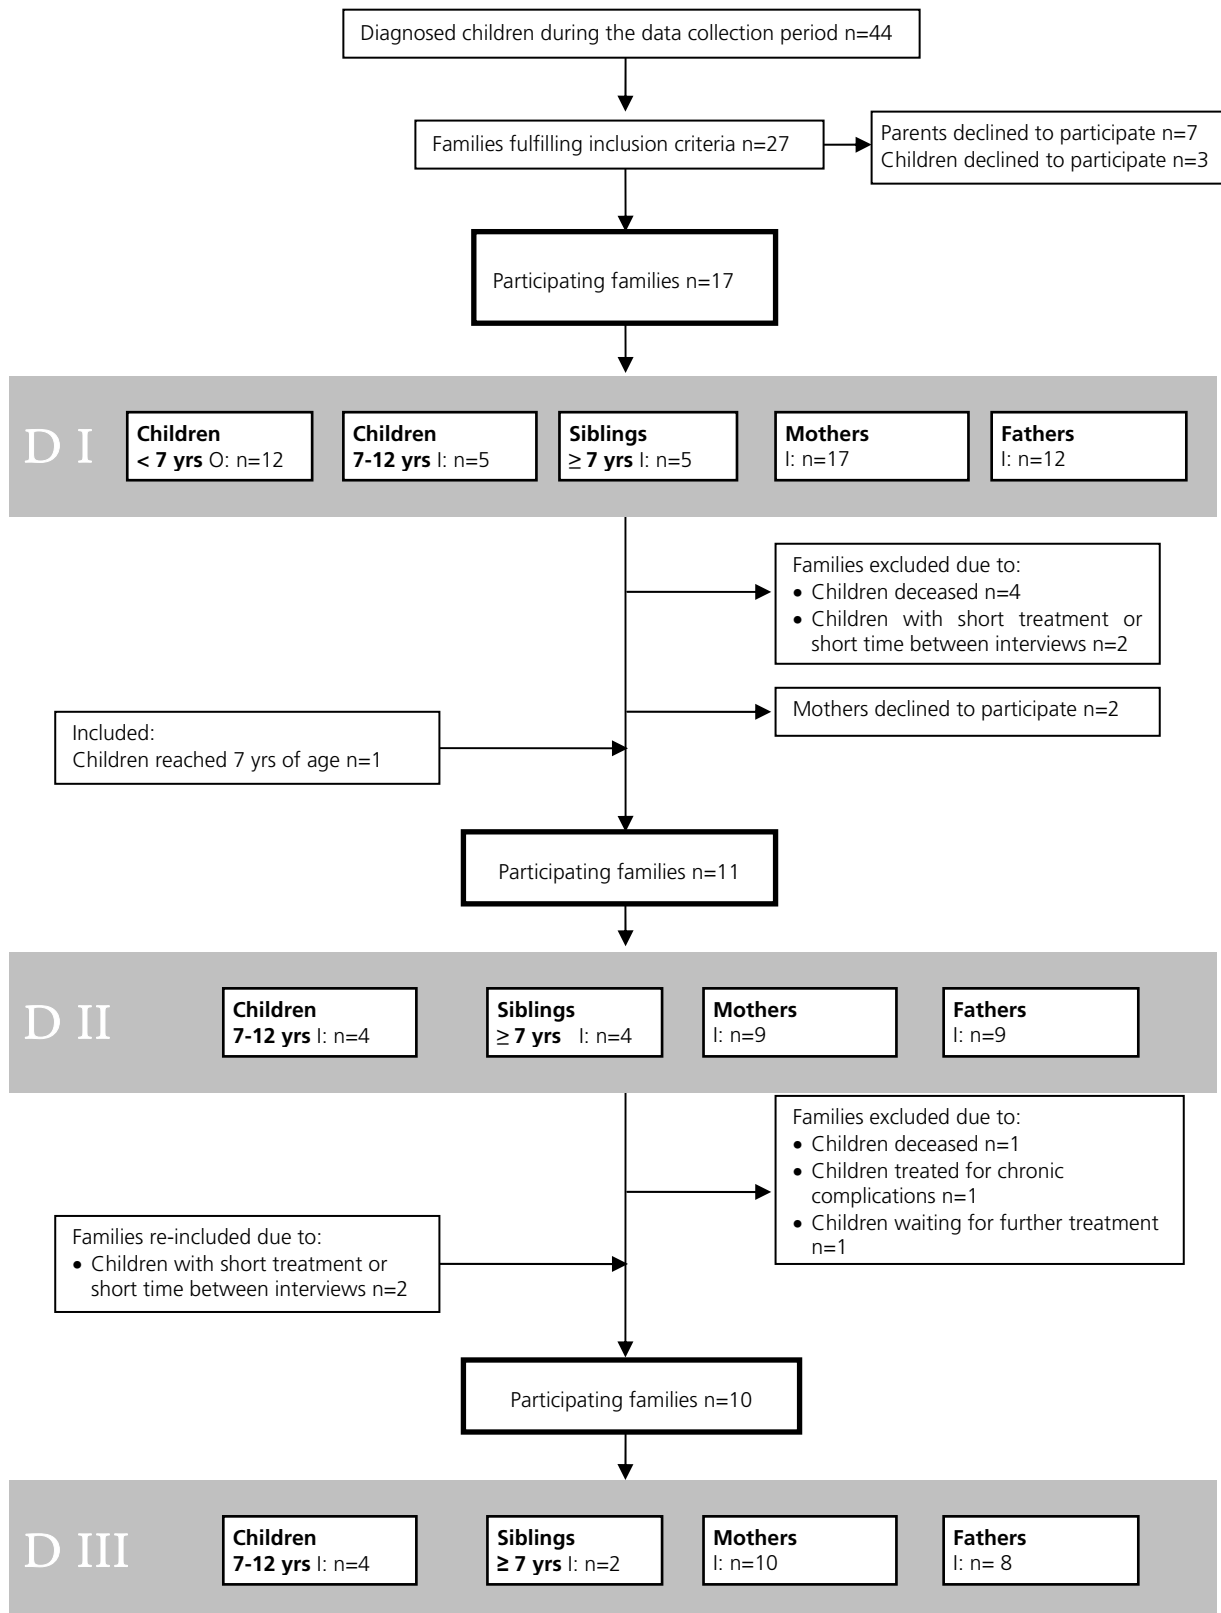 Diagnosed children during the data collection period n=44
Families fulfilling inclusion criteria n=27
Parents declined to participate n=7
Children declined to participate n=3
Participating families n=17
D I
Children
< 7 yrs O: n=12
Children
7-12 yrs I: n=5
Siblings
≥ 7 yrs I: n=5
Mothers
I: n=17
Fathers
I: n=12
Families excluded due to:
• Children deceased n=4
• Children with short treatment or
short time between interviews n=2
Mothers declined to participate n=2
Included:
Children reached 7 yrs of age n=1
Participating families n=11
D II
Children
7-12 yrs I: n=4
Siblings
≥ 7 yrs I: n=4
Mothers
I: n=9
Fathers
I: n=9
Families excluded due to:
• Children deceased n=1
• Children treated for chronic
complications n=1
• Children waiting for further treatment
n=1
Families re-included due to:
• Children with short treatment or
short time between interviews n=2
Participating families n=10
D III
Children
7-12 yrs I: n=4
Siblings
≥ 7 yrs I: n=2
Mothers
I: n=10
Fathers
I: n= 8